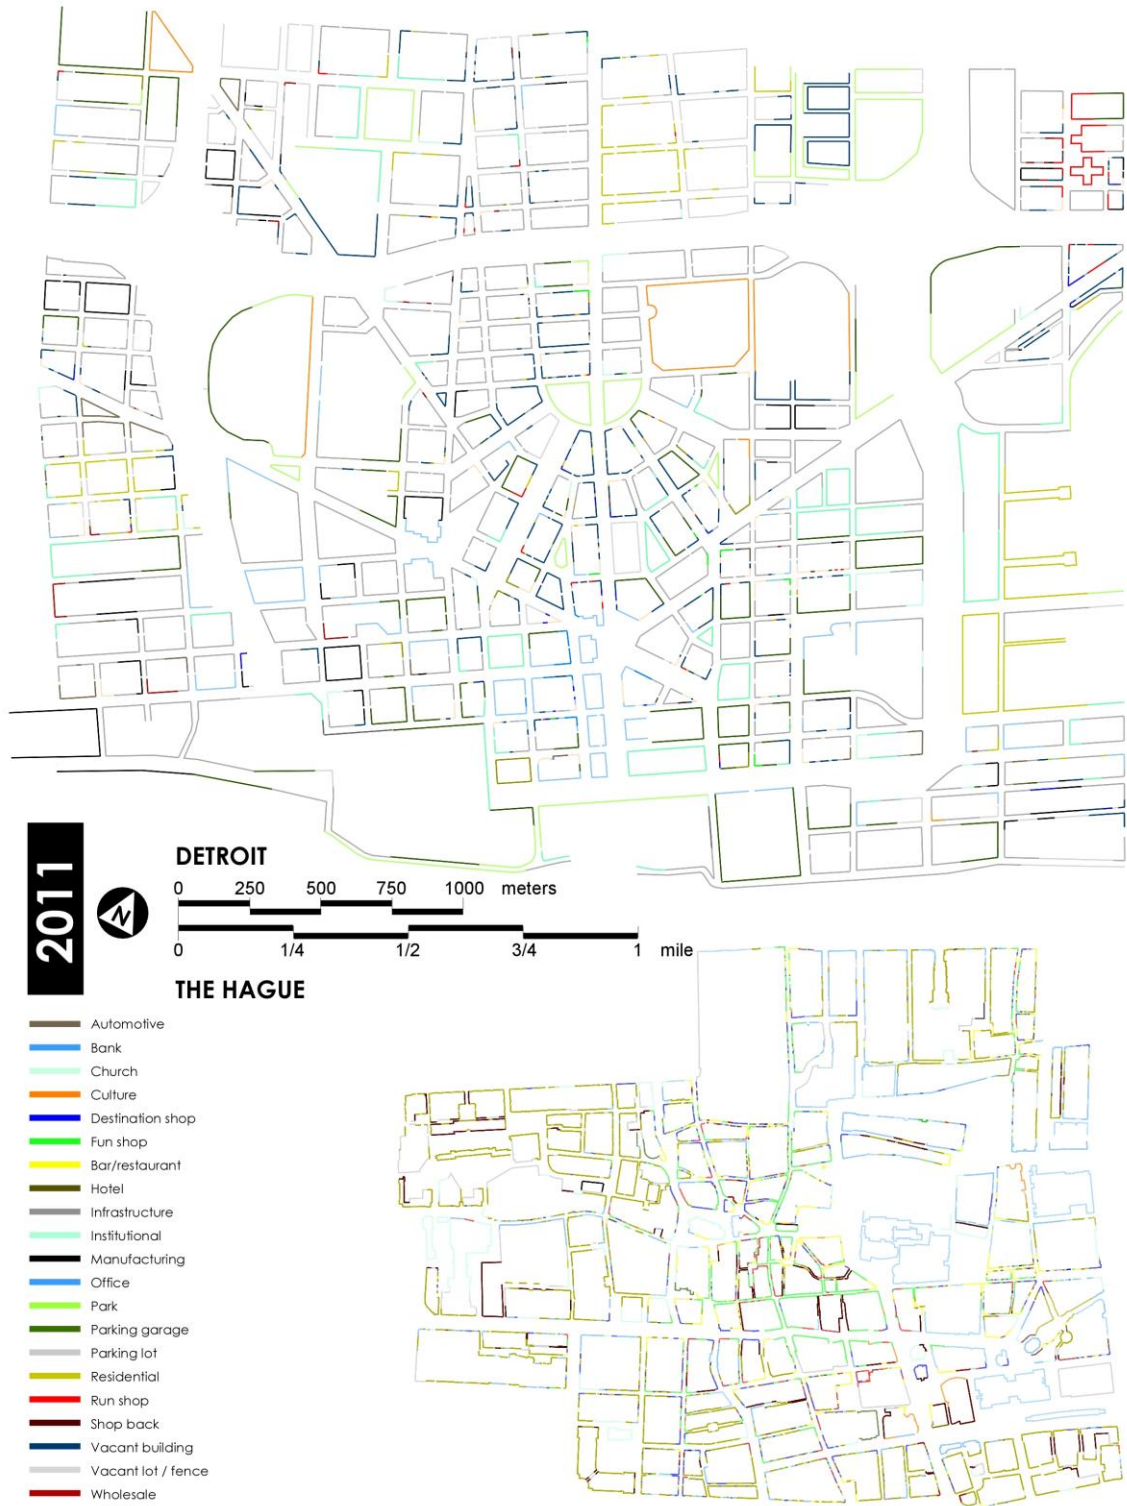 2011
N
DETROIT
0 250 500 750 1000 meters
0 1/4 1/2 3/4 1 mile
THE HAGUE
Automotive
Bank
Church
Culture
Destination shop
Fun shop
Bar/restaurant
Hotel
Infrastructure
Institutional
Manufacturing
Office
Park
Parking garage
Parking lot
Residential
Run shop
Shop back
Vacant building
Vacant lot / fence
Wholesale